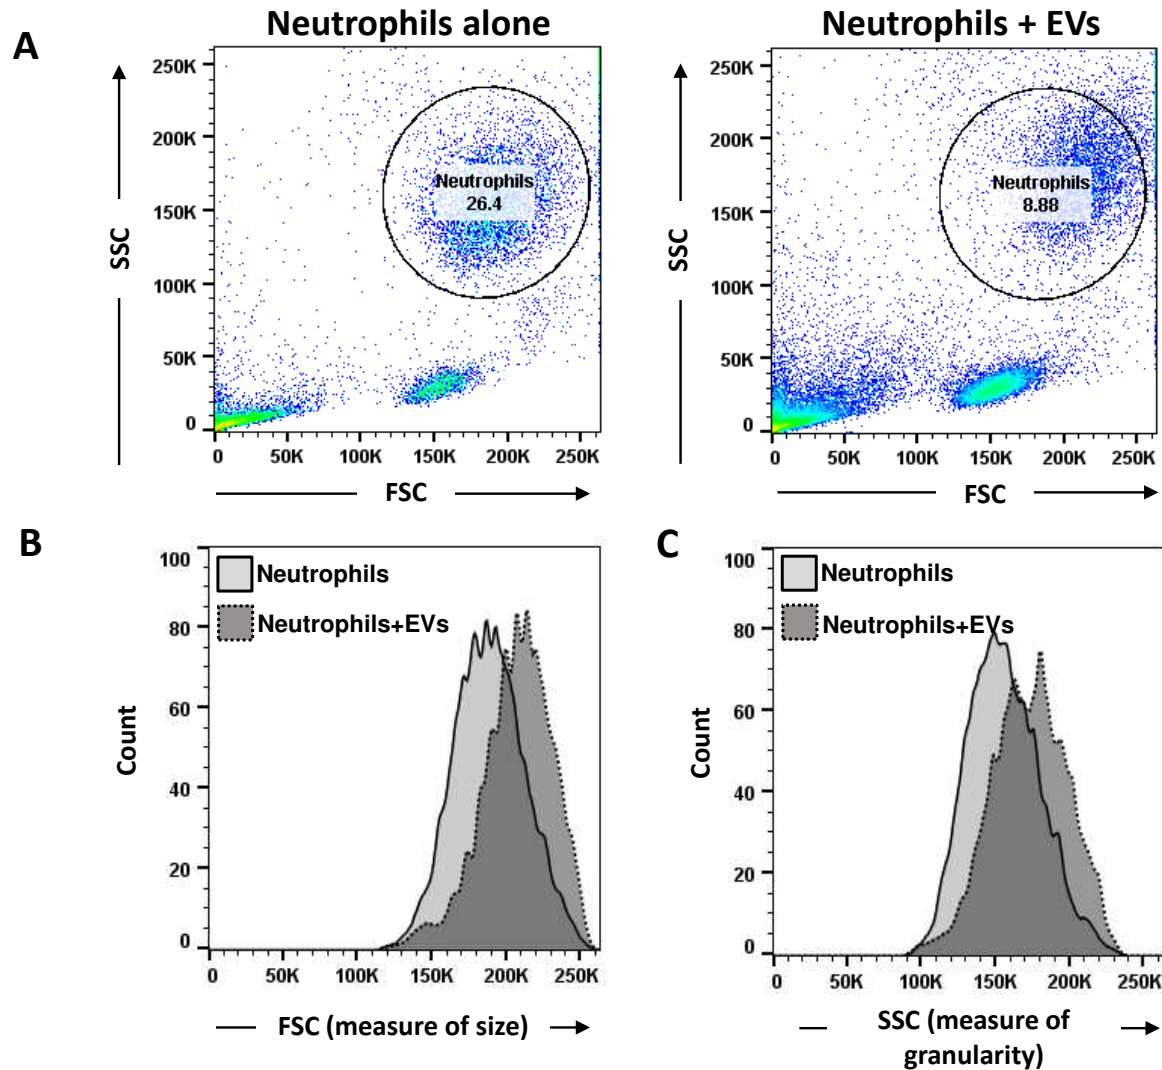 A
Neutrophils alone
Neutrophils + EVs
SSC
250K
200K
150K
100K
50K
0
Neutrophils
26.4
0 50K 100K 150K 200K 250K
FSC
SSC
250K
200K
150K
100K
50K
0
Neutrophils
8.88
0 50K 100K 150K 200K 250K
FSC
B
Count
100
80
60
40
20
0
Neutrophils
Neutrophils+EVs
0 50K 100K 150K 200K 250K
FSC (measure of size)
C
Count
100
80
60
40
20
0
Neutrophils
Neutrophils+EVs
0 50K 100K 150K 200K 250K
SSC (measure of
granularity)